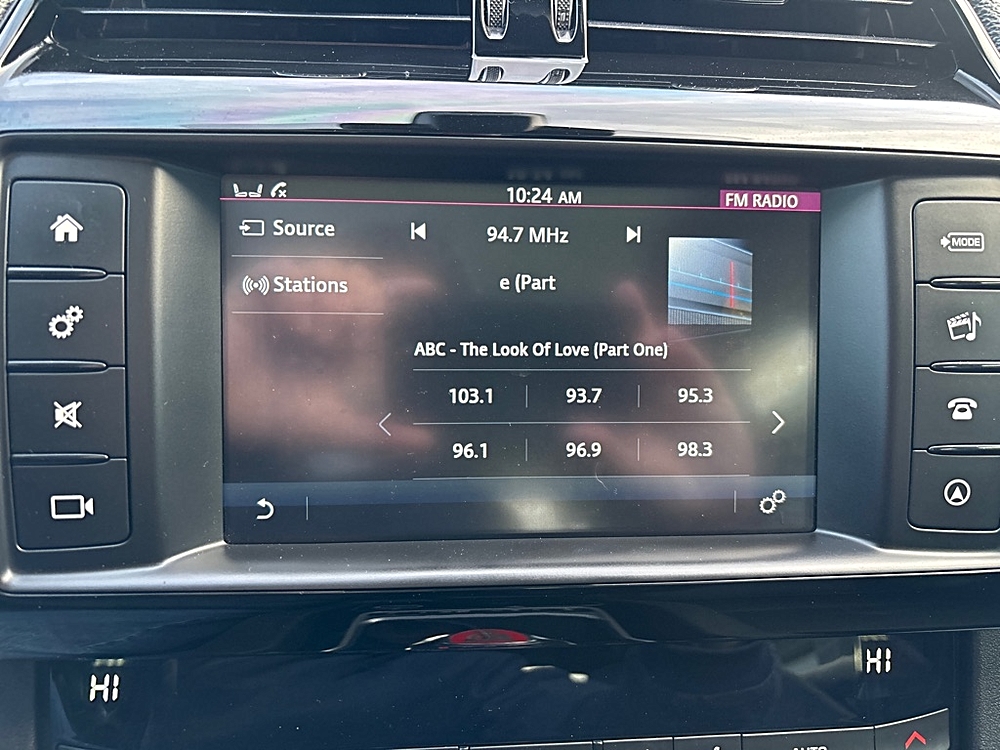 10:24 AM
FM RADIO
Source
94.7 MHz
MODE
Stations
e (Part
ABC - The Look Of Love (Part One)
103.1 93.7 95.3
96.1 96.9 98.3
HI HI
AUTO